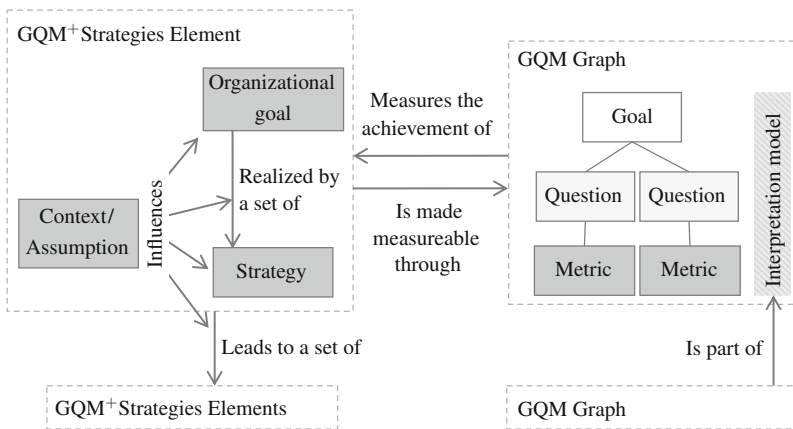 GQM+Strategies Element
Organizational
goal
Realized by
a set of
Context/
Assumption
Influences
Strategy
Leads to a set of
GQM+Strategies Elements
Measures the
achievement of
Is made
measureable
through
GQM Graph
Goal
Question
Question
Metric
Metric
Interpretation model
Is part of
GQM Graph